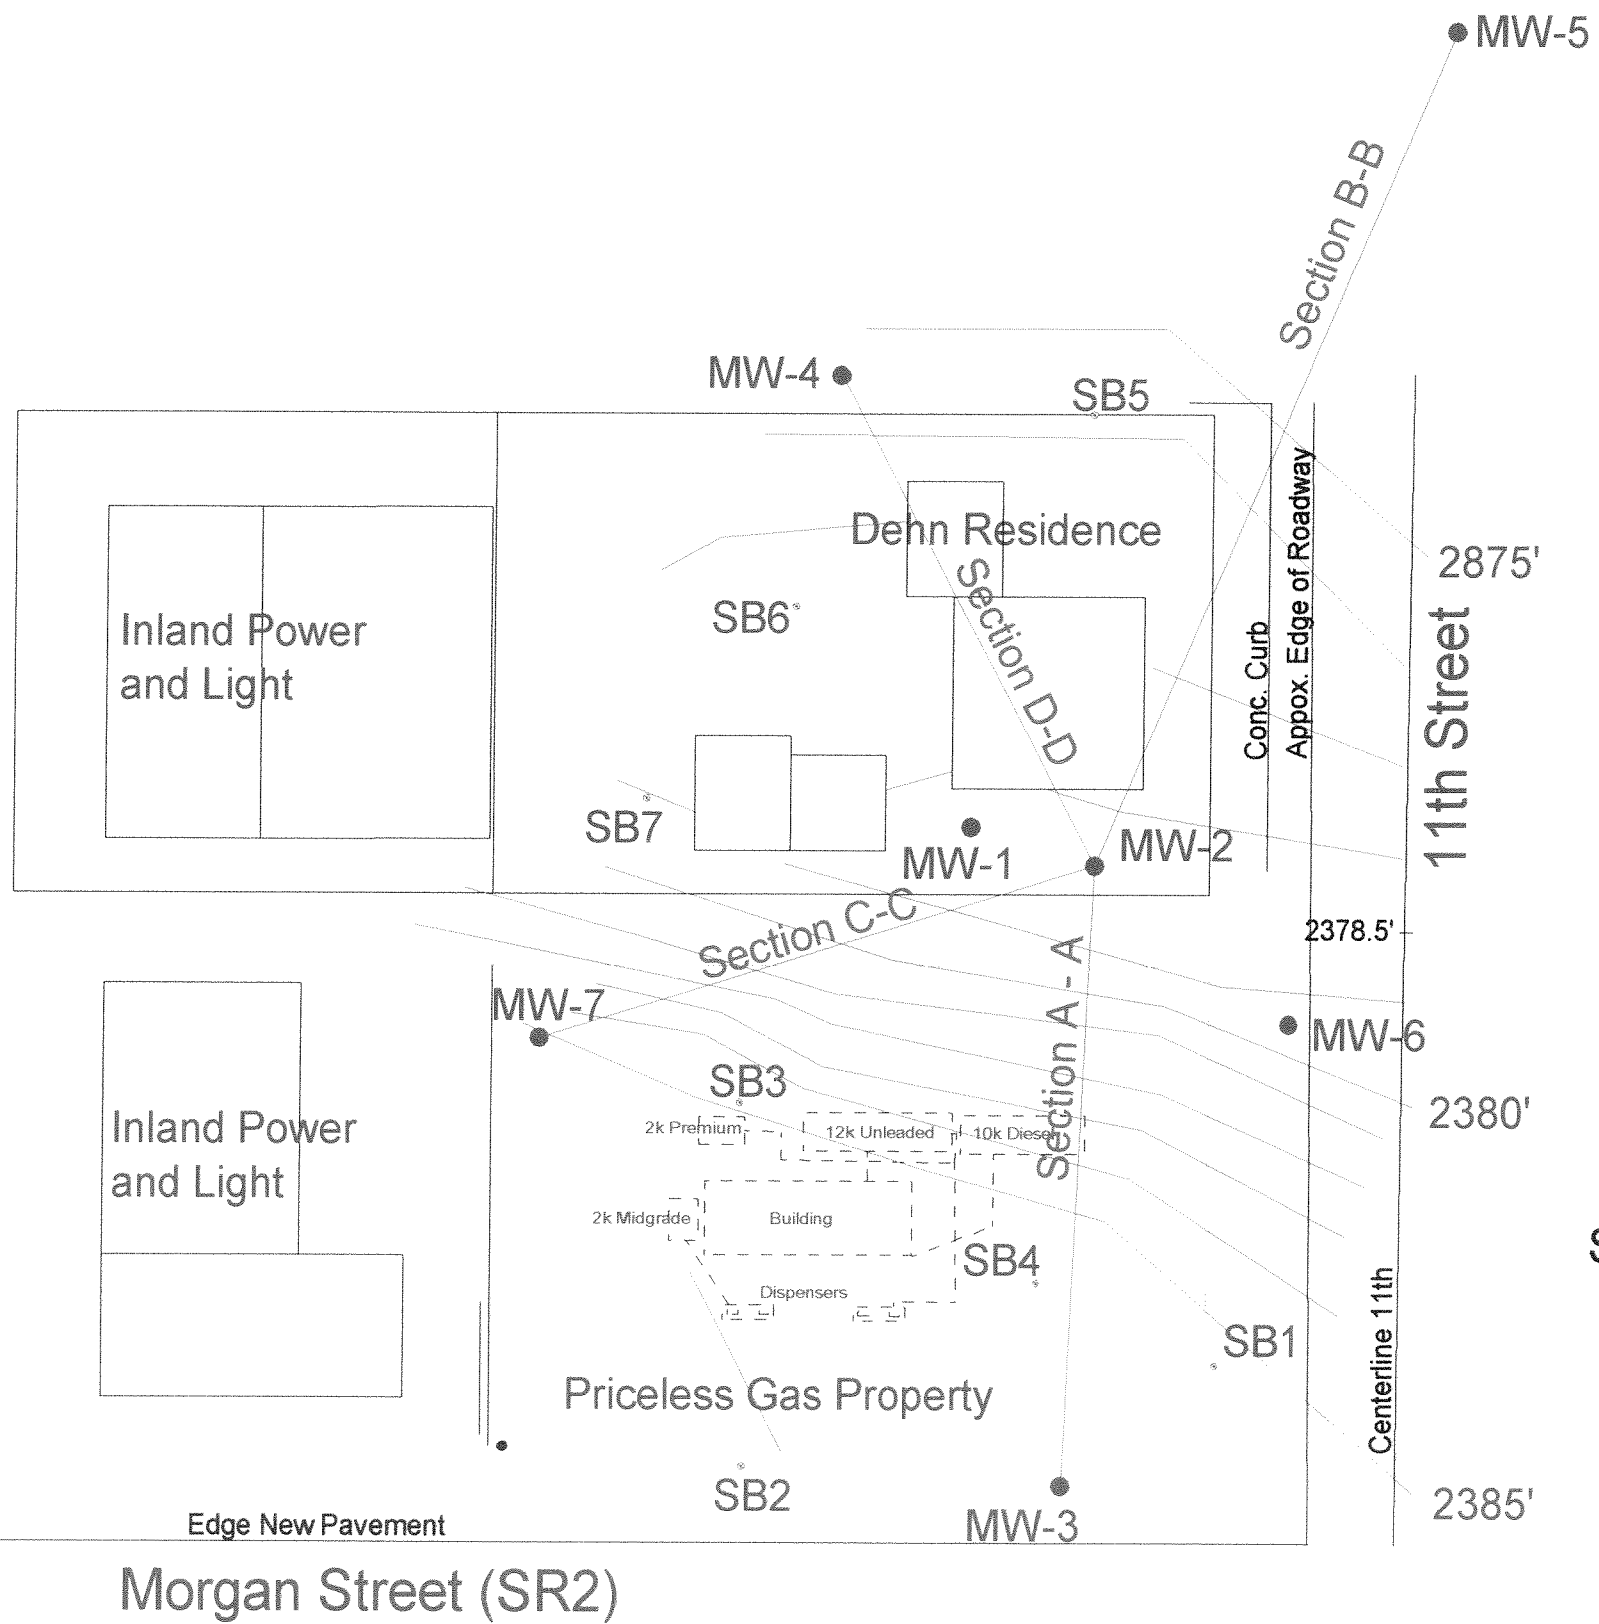 MW-5
Section B-B
MW-4
SB5
Dehn Residence
2875'
Inland Power
and Light
SB6
Section D-D
Conc. Curb
Appox. Edge of Roadway
11th Street
SB7
MW-1
MW-2
Section C-C
2378.5'
Section A - A
MW-7
MW-6
SB3
2k Premium
12k Unleaded
10k Diesel
2380'
Inland Power
and Light
2k Midgrade
Building
SB4
Dispensers
SB1
Centerline 11th
Priceless Gas Property
SB2
MW-3
2385'
Edge New Pavement
Morgan Street (SR2)